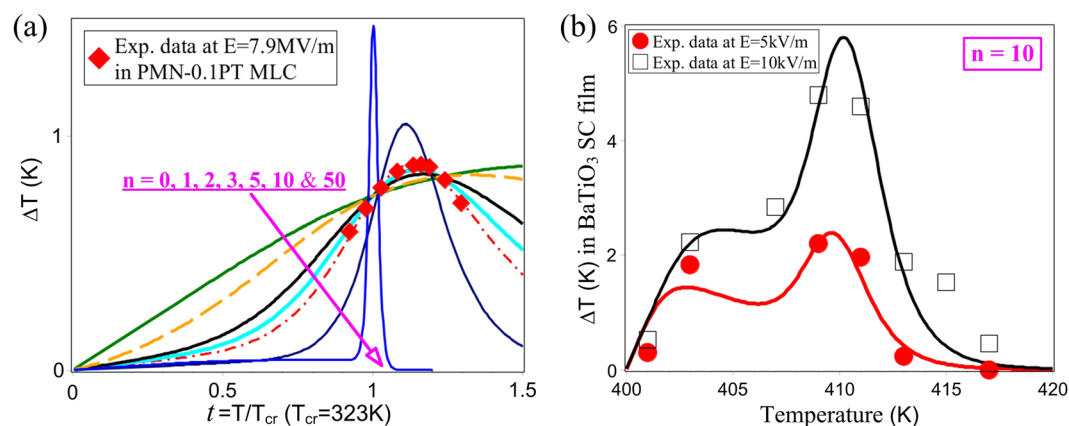 (a)
Exp. data at E=7.9MV/m
in PMN-0.1PT MLC
n = 0, 1, 2, 3, 5, 10 & 50
ΔT (K)
1
0
0
0.5
1
1.5
t =T/Tcr (Tcr=323K)
(b)
Exp. data at E=5kV/m
Exp. data at E=10kV/m
n = 10
ΔT (K) in BaTiO3 SC film
6
4
2
0
400
405
410
415
420
Temperature (K)